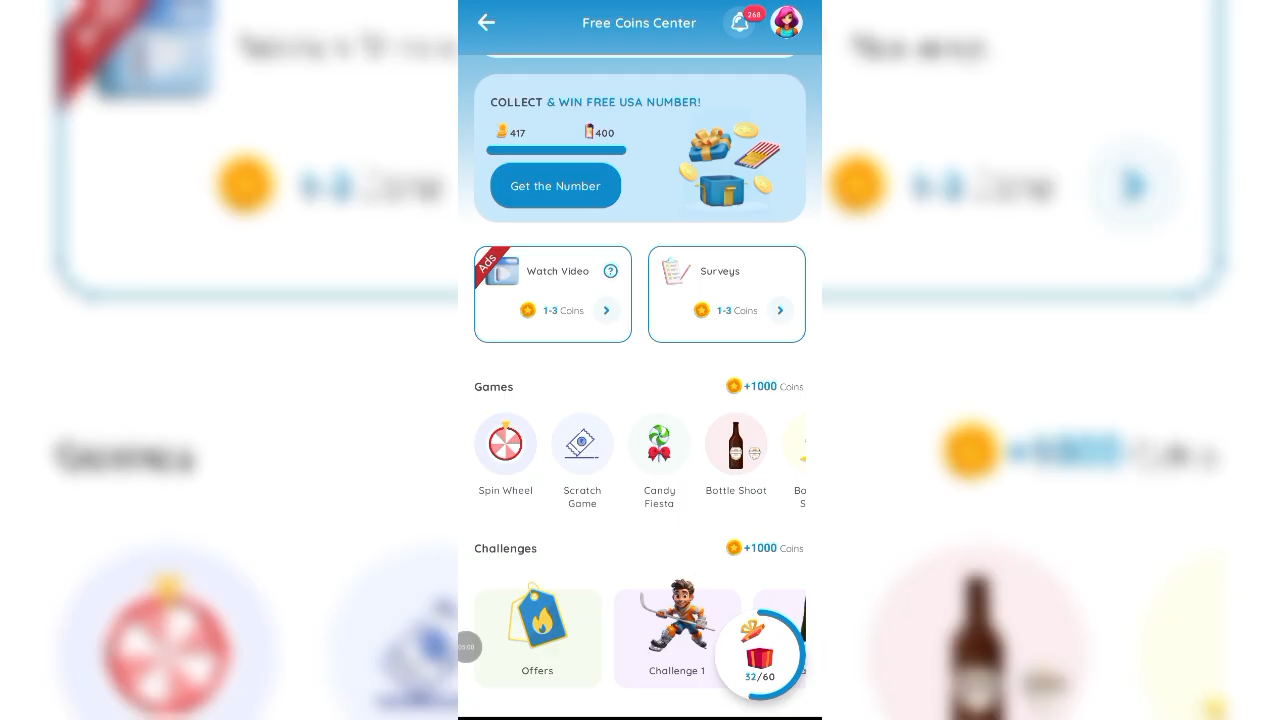 Free Coins Center
268
COLLECT & WIN FREE USA NUMBER!
417
400
Get the Number
Ads
Watch Video
?
1-3 Coins
Surveys
1-3 Coins
Games
+1000 Coins
Spin Wheel
Scratch
Game
Candy
Fiesta
Bottle Shoat
Bo
S
Challenges
+1000 Coins
Offers
Challenge 1
32/60